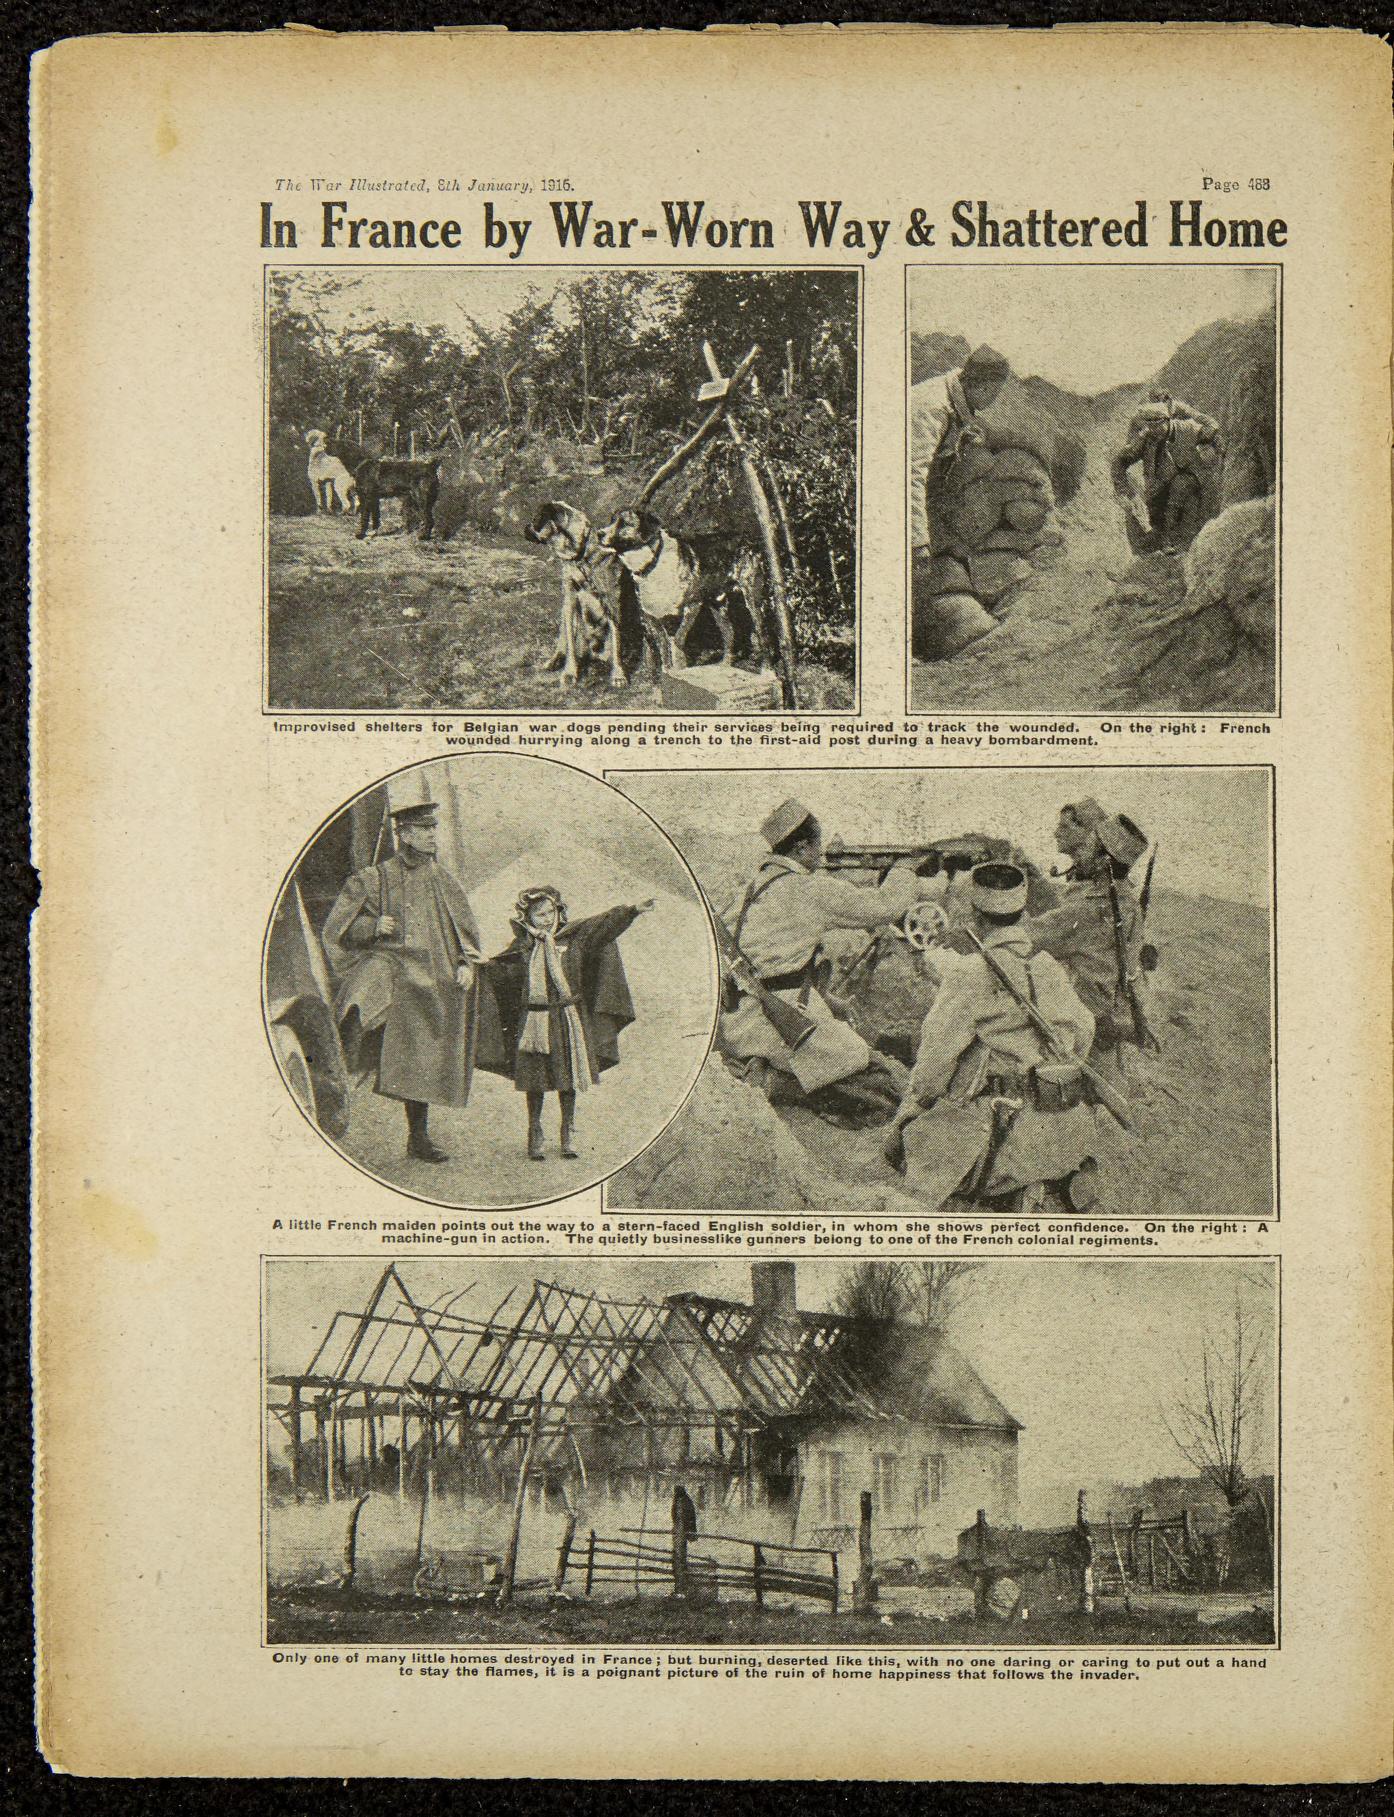 The War Illustrated, 8th January, 1916.
Page 483
In France by War-Worn Way & Shattered Home
Improvised shelters for Belgian war dogs pending their services being required to track the wounded. On the right : French
wounded hurrying along a trench to the first-aid post during a heavy bombardment.
A little French maiden points out the way to a stern-faced English soldier, in whom she shows perfect confidence. On the right : A
machine-gun in action. The quietly businesslike gunners belong to one of the French colonial regiments.
Only one of many little homes destroyed in France ; but burning, deserted like this, with no one daring or caring to put out a hand
to stay the flames, it is a poignant picture of the ruin of home happiness that follows the invader.